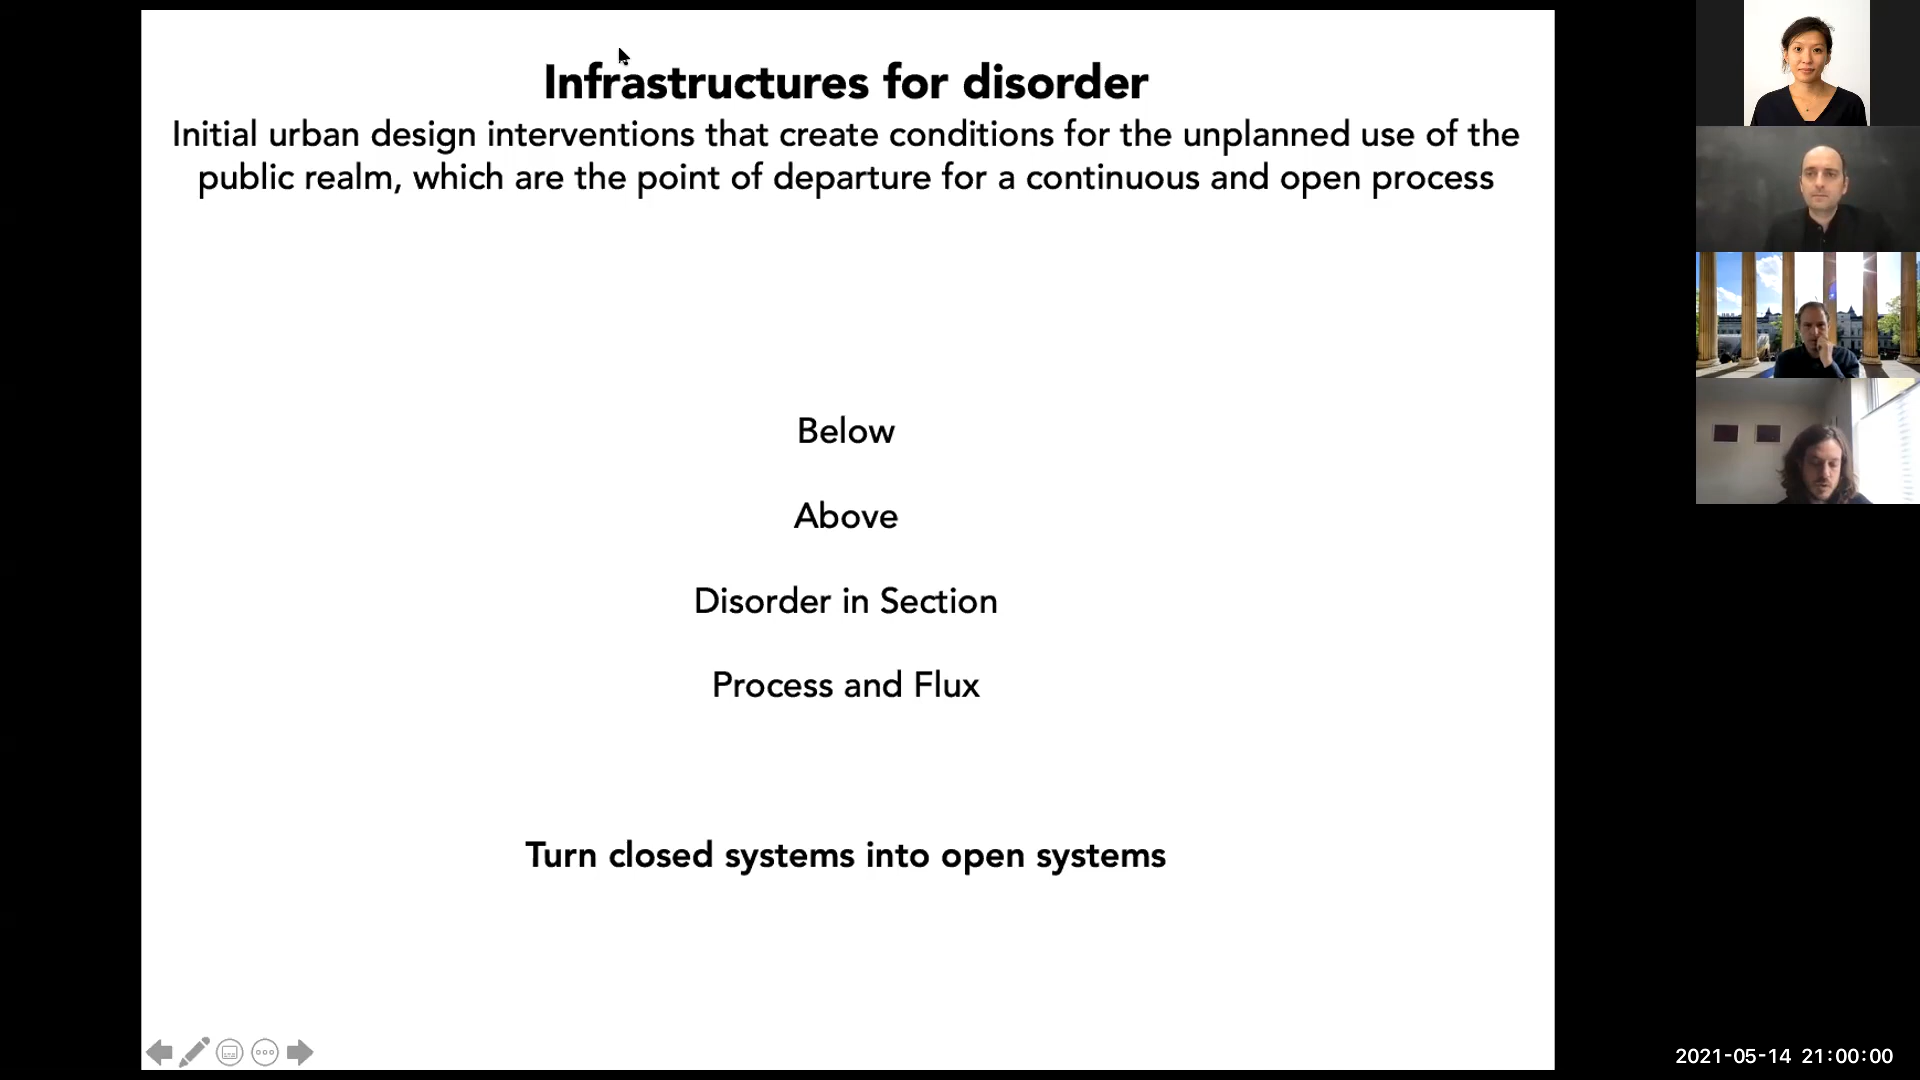 Infrastructures for disorder
Initial urban design interventions that create conditions for the unplanned use of the
public realm, which are the point of departure for a continuous and open process
Below
Above
Disorder in Section
Process and Flux
Turn closed systems into open systems
2021-05-14 21:00:00